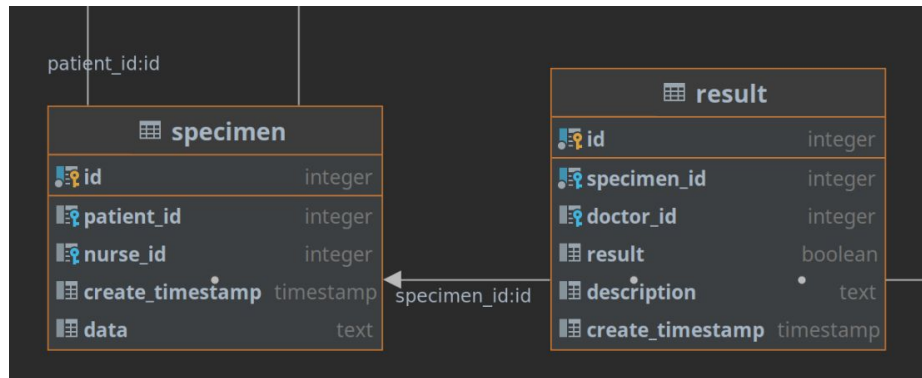 patient_id:id
specimen
id integer
patient_id integer
nurse_id integer
create_timestamp timestamp
data text
specimen_id:id
result
id integer
specimen_id integer
doctor_id integer
result boolean
description text
create_timestamp timestamp